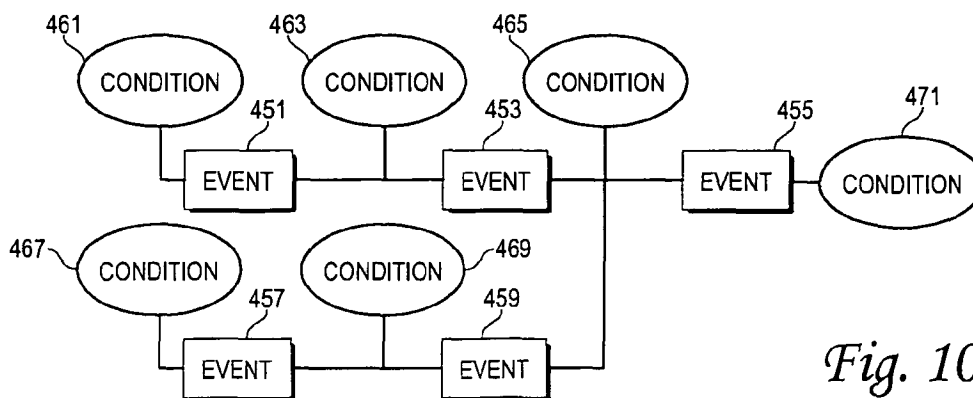 461
463
465
CONDITION
CONDITION
CONDITION
451
453
455
471
EVENT
EVENT
EVENT
CONDITION
467
469
CONDITION
CONDITION
457
459
EVENT
EVENT
Fig. 10